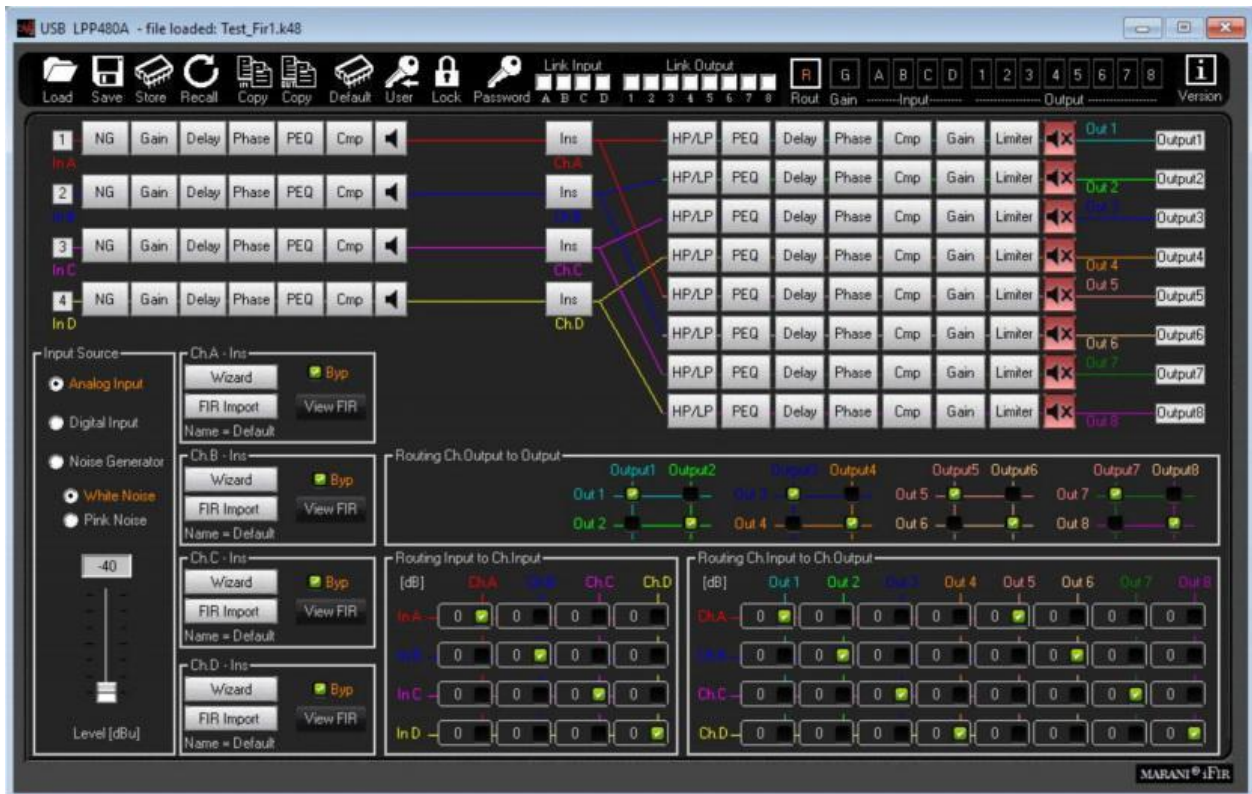 USB LPP480A - file loaded: Test_Fir1.k48
Load Save Store Recall Copy Copy Default User Lock Password
Link Input
A B C D
Link Output
1 2 3 4 5 6 7 8
R G A B C D 1 2 3 4 5 6 7 8
Rout Gain Input Output Version
1 NG Gain Delay Phase PEQ Cmp Ins HP/LP PEQ Delay Phase Cmp Gain Limiter Out 1 Output1
In A Ch.A
HP/LP PEQ Delay Phase Cmp Gain Limiter Out 2 Output2
2 NG Gain Delay Phase PEQ Cmp Ins
HP/LP PEQ Delay Phase Cmp Gain Limiter Output3
3 NG Gain Delay Phase PEQ Cmp Ins
In C Ch.C
HP/LP PEQ Delay Phase Cmp Gain Limiter Out 4 Output4
4 NG Gain Delay Phase PEQ Cmp Ins HP/LP PEQ Delay Phase Cmp Gain Limiter Out 5 Output5
In D Ch.D
HP/LP PEQ Delay Phase Cmp Gain Limiter Out 6 Output6
HP/LP PEQ Delay Phase Cmp Gain Limiter Out 7 Output7
HP/LP PEQ Delay Phase Cmp Gain Limiter Out 8 Output8
Input Source
Analog Input
Digital Input
Noise Generator
White Noise
Pink Noise
-40
Level [dBu]
Ch.A - Ins
Wizard Byp
FIR Import View FIR
Name = Default
Ch.B - Ins
Wizard Byp
FIR Import View FIR
Name = Default
Ch.C - Ins
Wizard Byp
FIR Import View FIR
Name = Default
Ch.D - Ins
Wizard Byp
FIR Import View FIR
Name = Default
Routing Ch.Output to Output
Output1 Output2 Output3 Output4 Output5 Output6 Output7 Output8
Out 1 Out 3 Out 5 Out 7
Out 2 Out 4 Out 6 Out 8
Routing Input to Ch.Input
[dB] Ch.A Ch.B Ch.C Ch.D
In A 0 0 0 0
In B 0 0 0 0
In C 0 0 0 0
In D 0 0 0 0
Routing Ch.Input to Ch.Output
[dB] Out 1 Out 2 Out 3 Out 4 Out 5 Out 6 Out 7 Out 8
Ch.A 0 0 0 0 0 0 0 0
Ch.B 0 0 0 0 0 0 0 0
Ch.C 0 0 0 0 0 0 0 0
Ch.D 0 0 0 0 0 0 0 0
MARANI® iFIR